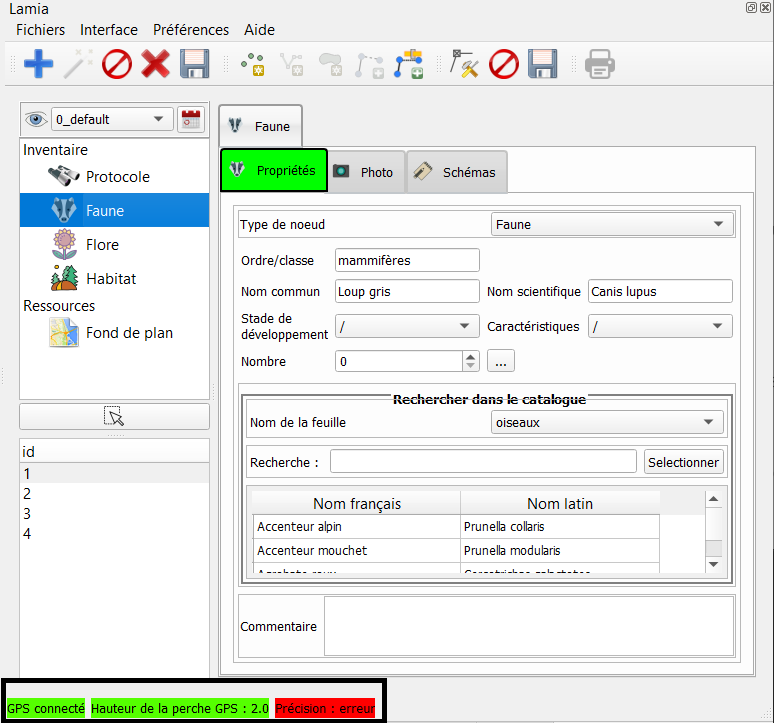 Lamia
Fichiers Interface Préférences Aide
0_default
Inventaire
Protocole
Faune
Flore
Habitat
Ressources
Fond de plan
id
1
2
3
4
Faune
Propriétés Photo Schémas
Type de noeud Faune
Ordre/classe mammifères
Nom commun Loup gris Nom scientifique Canis lupus
Stade de
développement / Caractéristiques /
Nombre 0 ...
Rechercher dans le catalogue
Nom de la feuille oiseaux
Recherche : Selectionner
Nom français Nom latin
Accenteur alpin Prunella collaris
Accenteur mouchet Prunella modularis
Commentaire
GPS connecté Hauteur de la perche GPS : 2.0 Précision : erreur